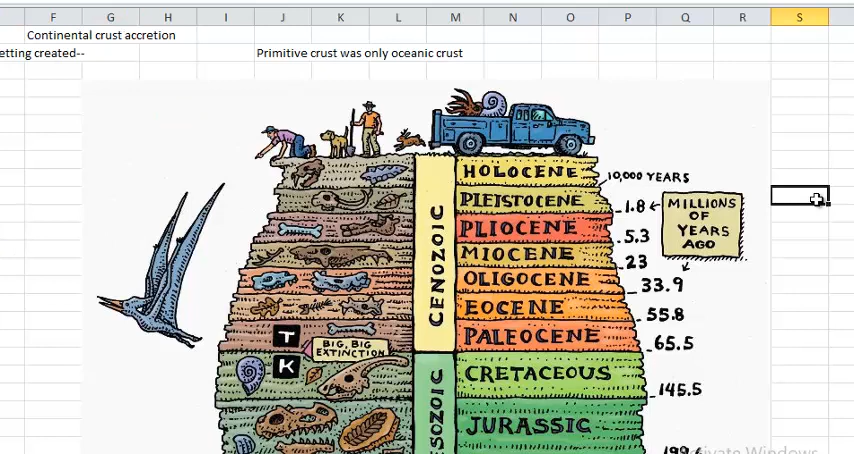 F G H I J K L M N O P Q R S
Continental crust accretion
etting created--
Primitive crust was only oceanic crust
HOLOCENE
10,000 YEARS
PLEISTOCENE
1.8
MILLIONS
OF
YEARS
AGO
PLIOCENE
5.3
MIOCENE
23
OLIGOCENE
33.9
EOCENE
55.8
PALEOCENE
65.5
CENOZOIC
T
BIG, BIG
EXTINCTION
K
CRETACEOUS
145.5
JURASSIC